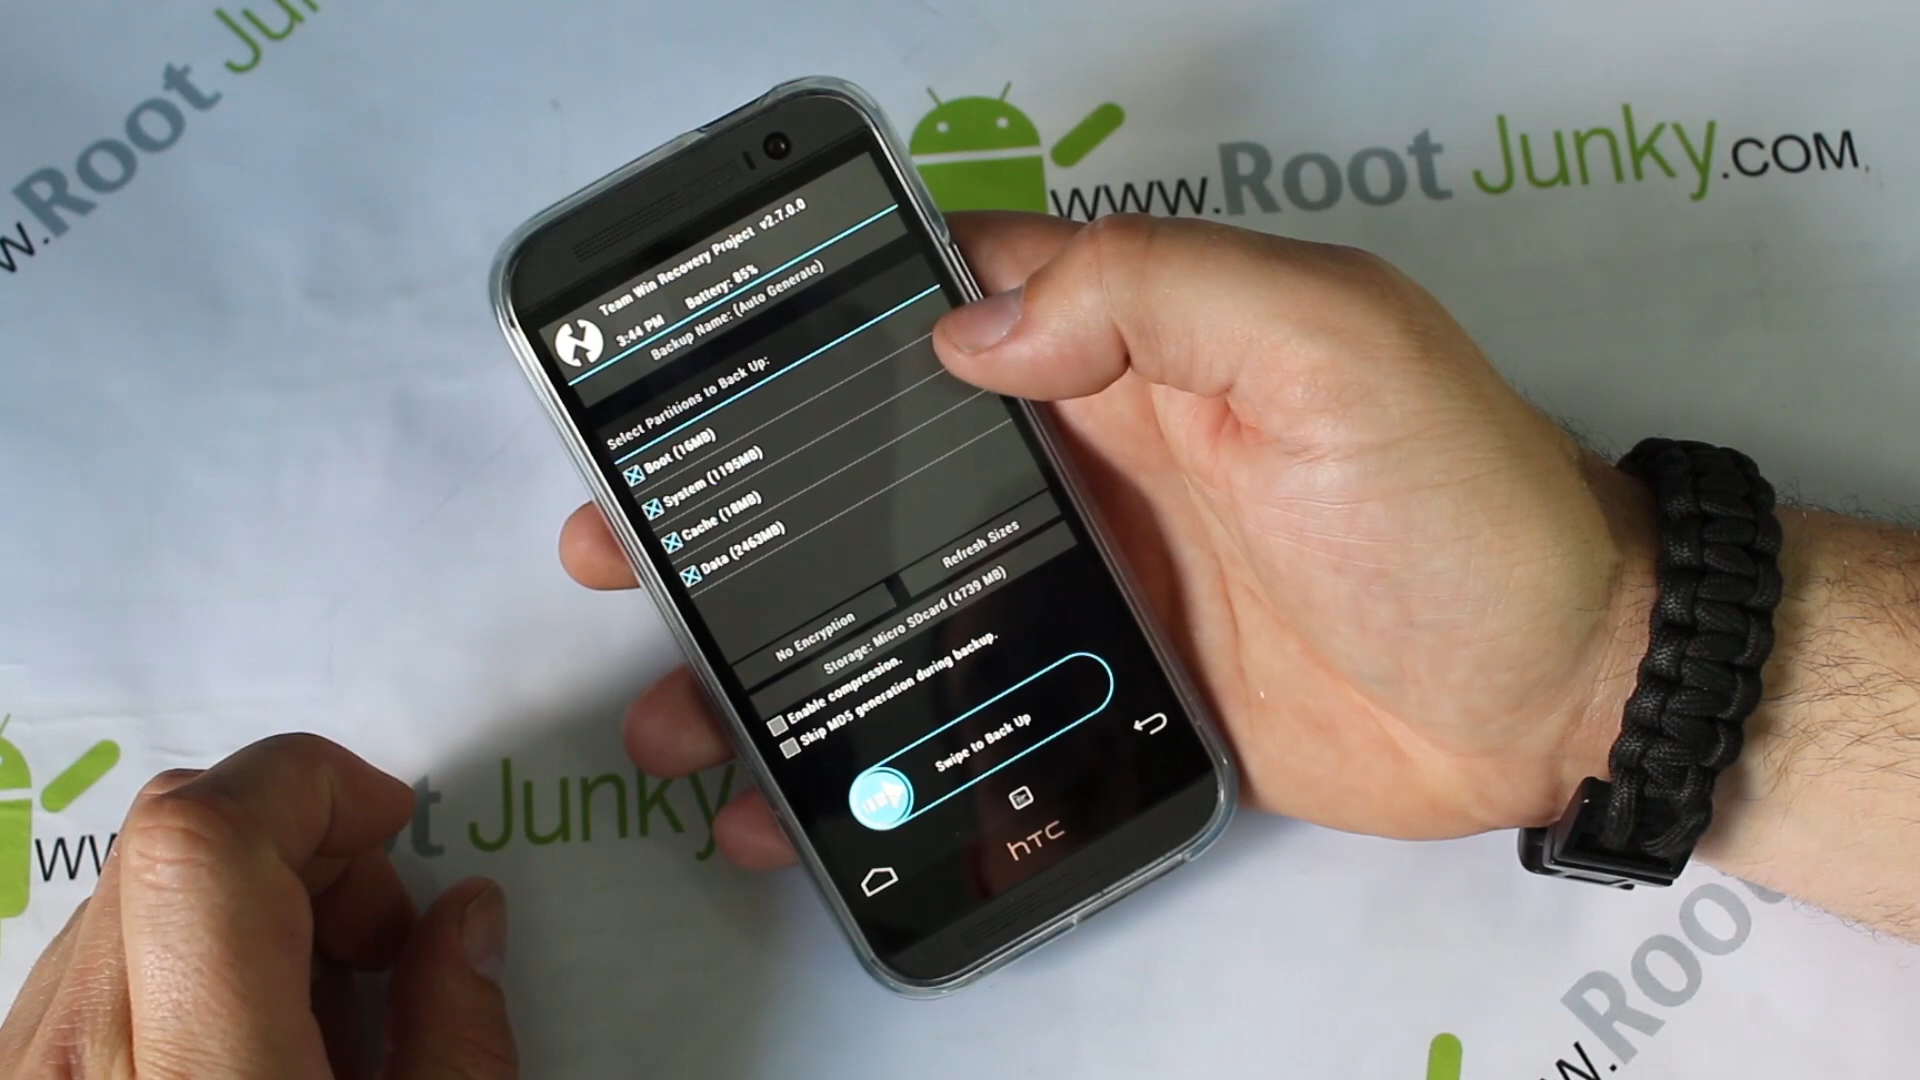 w.Root Junky
www.Root Junky.COM
Team Win Recovery Project v2.7.0.0
3:44 PM Battery: 85%
Backup Name: (Auto Generate)
Select Partitions to Back Up:
Boot (16MB)
System (1195MB)
Cache (18MB)
Data (2463MB)
Refresh Sizes
No Encryption
Storage: Micro SDcard (4739 MB)
Enable compression.
Skip MD5 generation during backup.
Swipe to Back Up
hTC
Junky
w.Roo